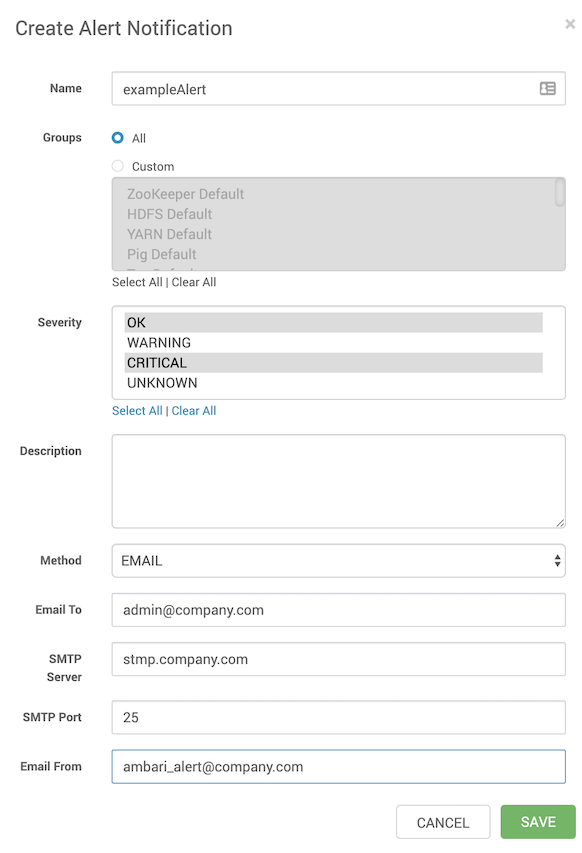 Create Alert Notification
×
Name
exampleAlert
Groups
All
Custom
ZooKeeper Default
HDFS Default
YARN Default
Pig Default
Select All | Clear All
Severity
OK
WARNING
CRITICAL
UNKNOWN
Select All | Clear All
Description
Method
EMAIL
Email To
admin@company.com
SMTP
Server
stmp.company.com
SMTP Port
25
Email From
ambari_alert@company.com
CANCEL
SAVE